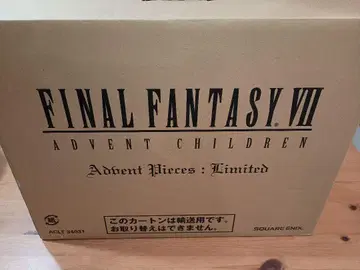 FINAL FANTASY VII
ADVENT CHILDREN
Advent Pieces : Limited
このカートンは輸送用です。
お取り替えはできません。
SQUARE ENIX.